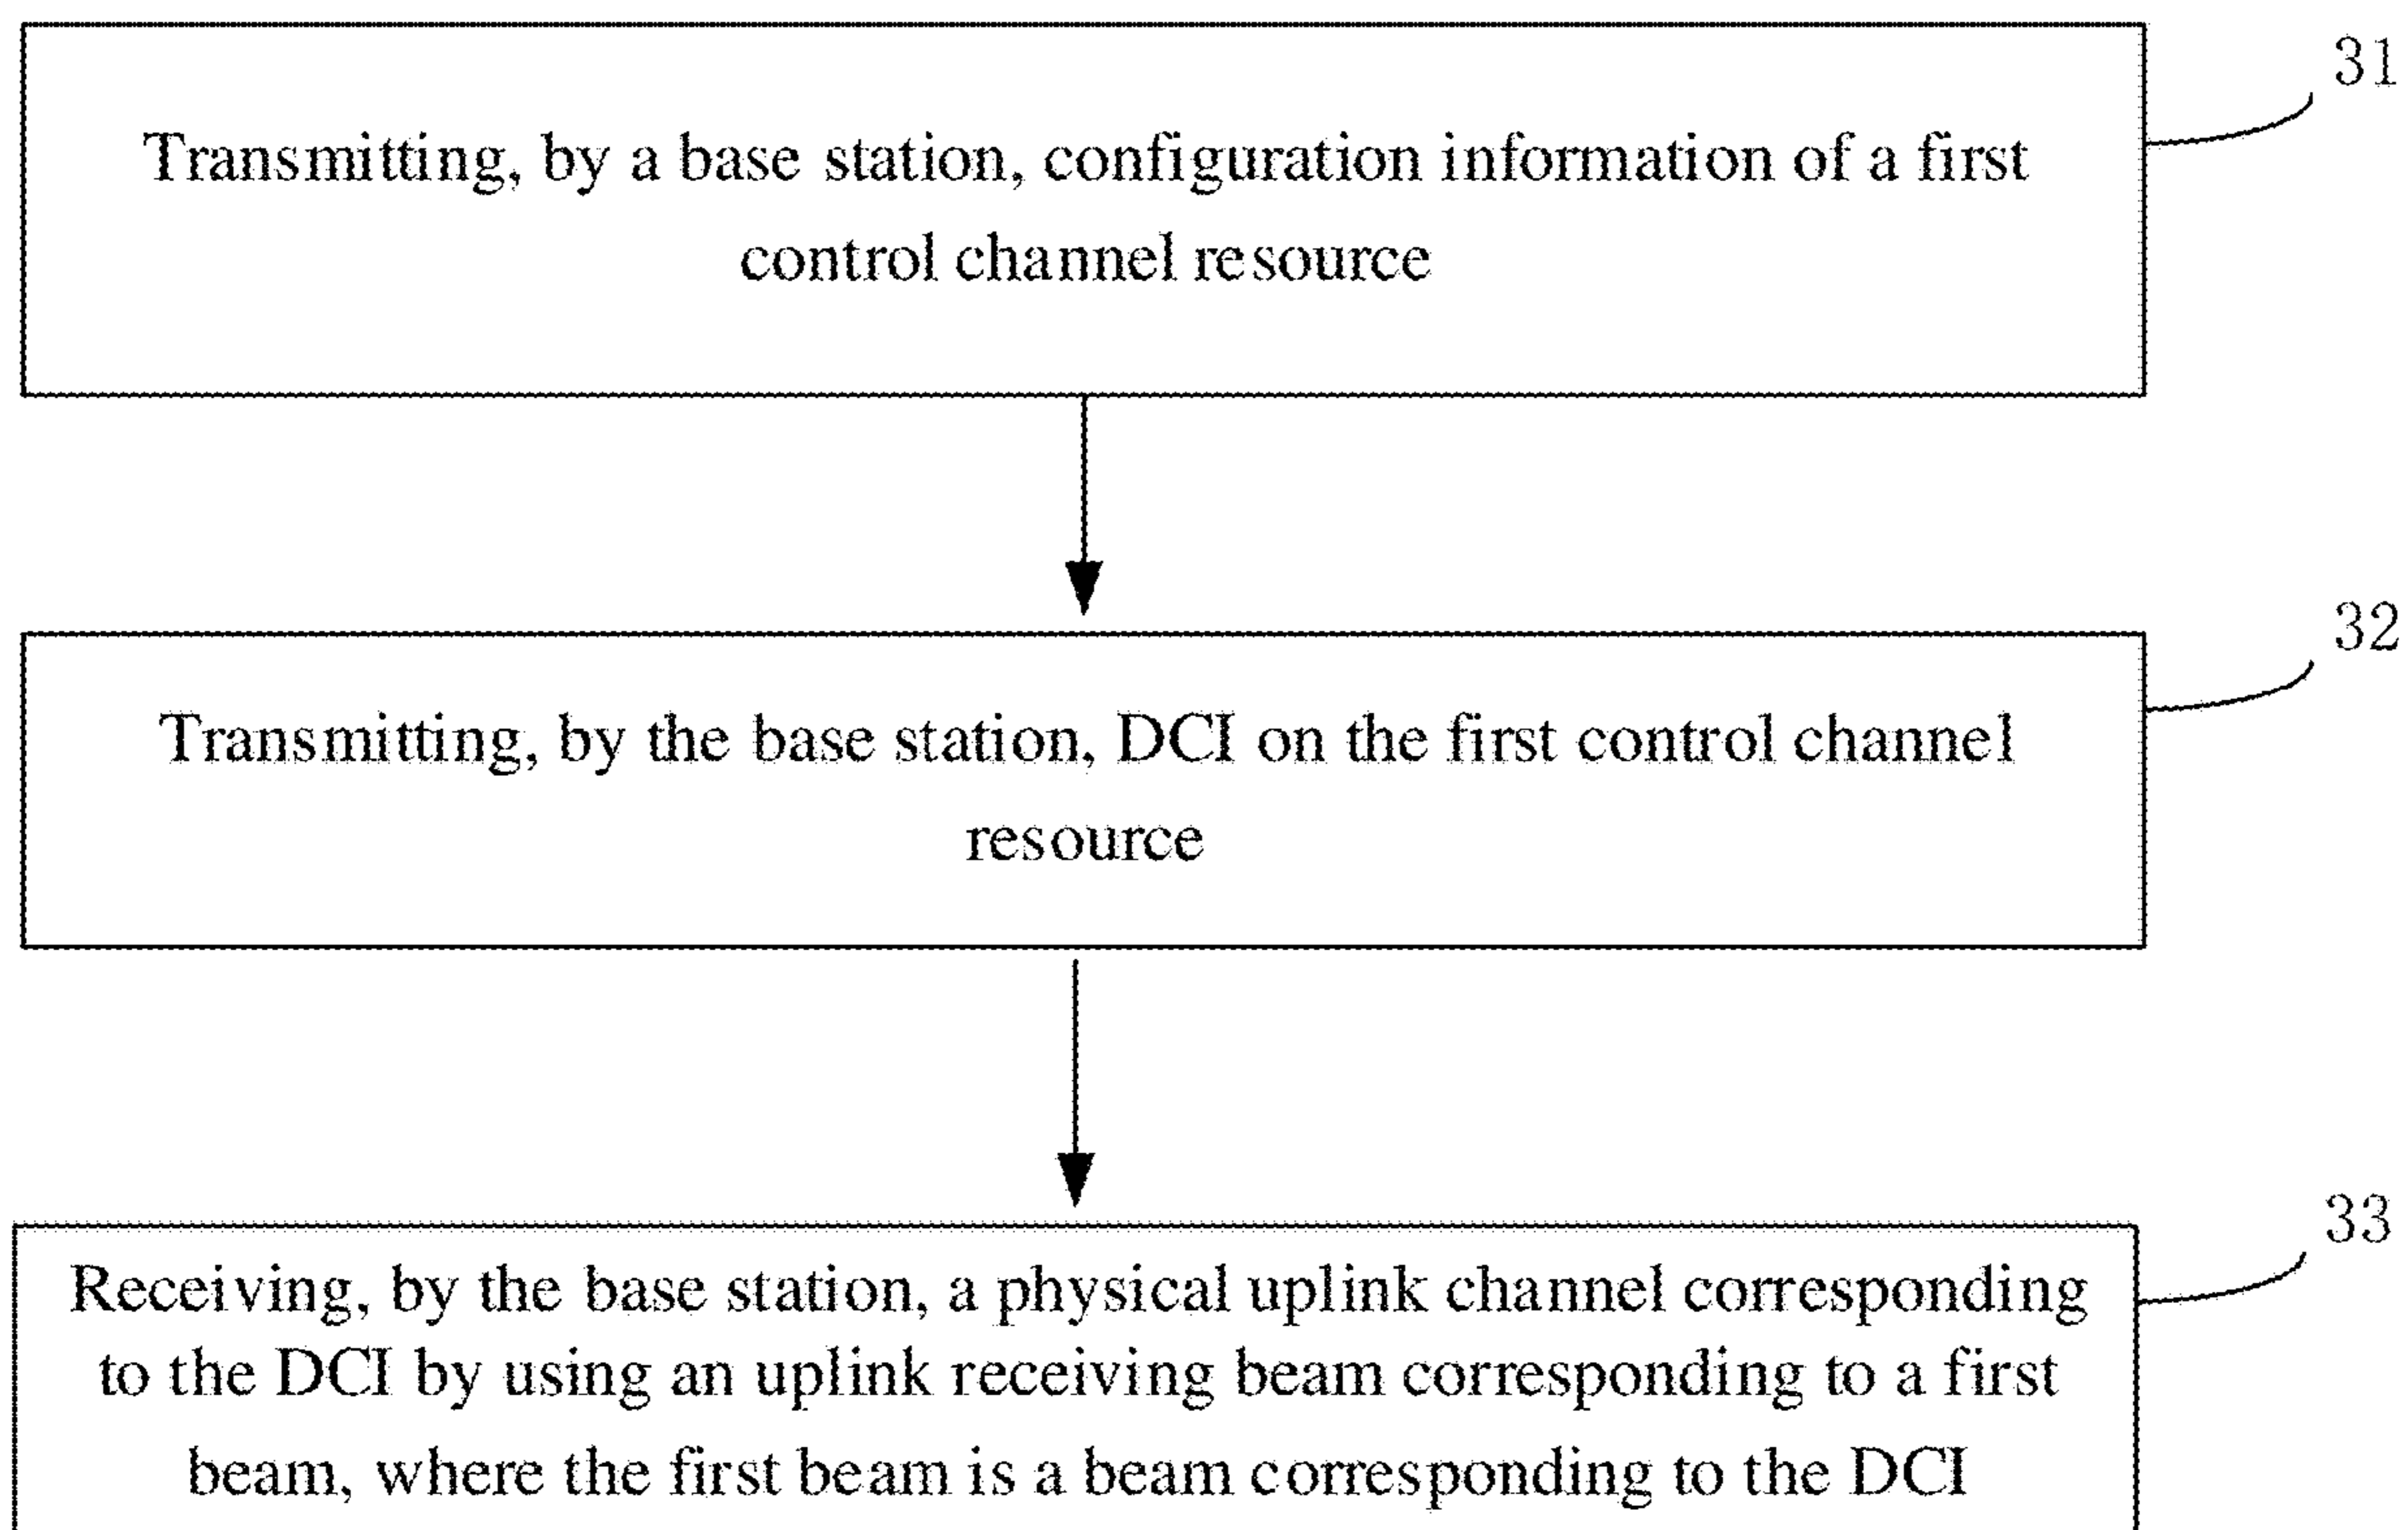 31
Transmitting, by a base station, configuration information of a first
control channel resource
32
Transmitting, by the base station, DCI on the first control channel
resource
33
Receiving, by the base station, a physical uplink channel corresponding
to the DCI by using an uplink receiving beam corresponding to a first
beam, where the first beam is a beam corresponding to the DCI